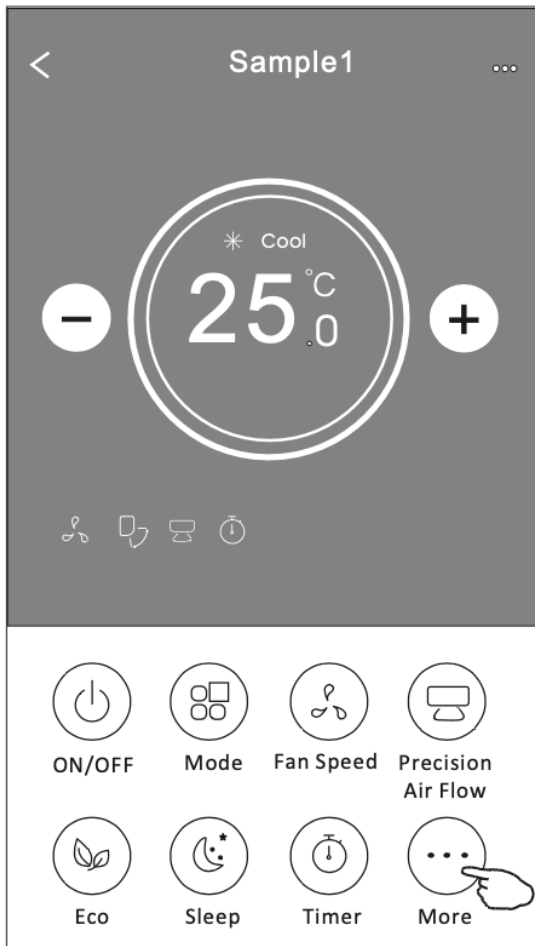 Sample1
Cool
25.0°C
ON/OFF
Mode
Fan Speed
Precision
Air Flow
Eco
Sleep
Timer
More